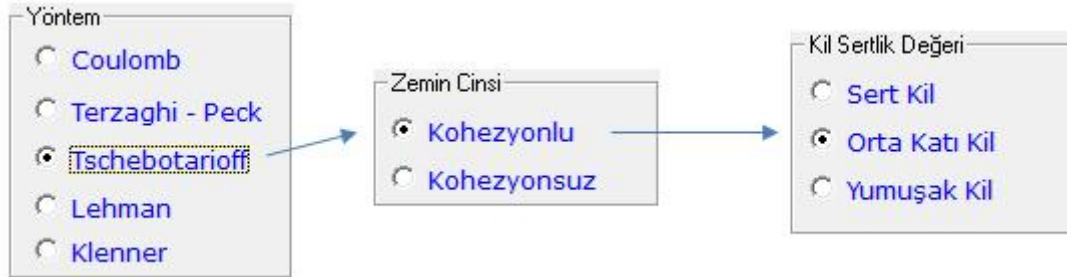 Yöntem
Coulomb
Terzaghi - Peck
Tschebotarioff
Lehman
Klenner
Zemin Cinsi
Kohezyonlu
Kohezyonsuz
Kil Sertlik Değeri
Sert Kil
Orta Katı Kil
Yumuşak Kil